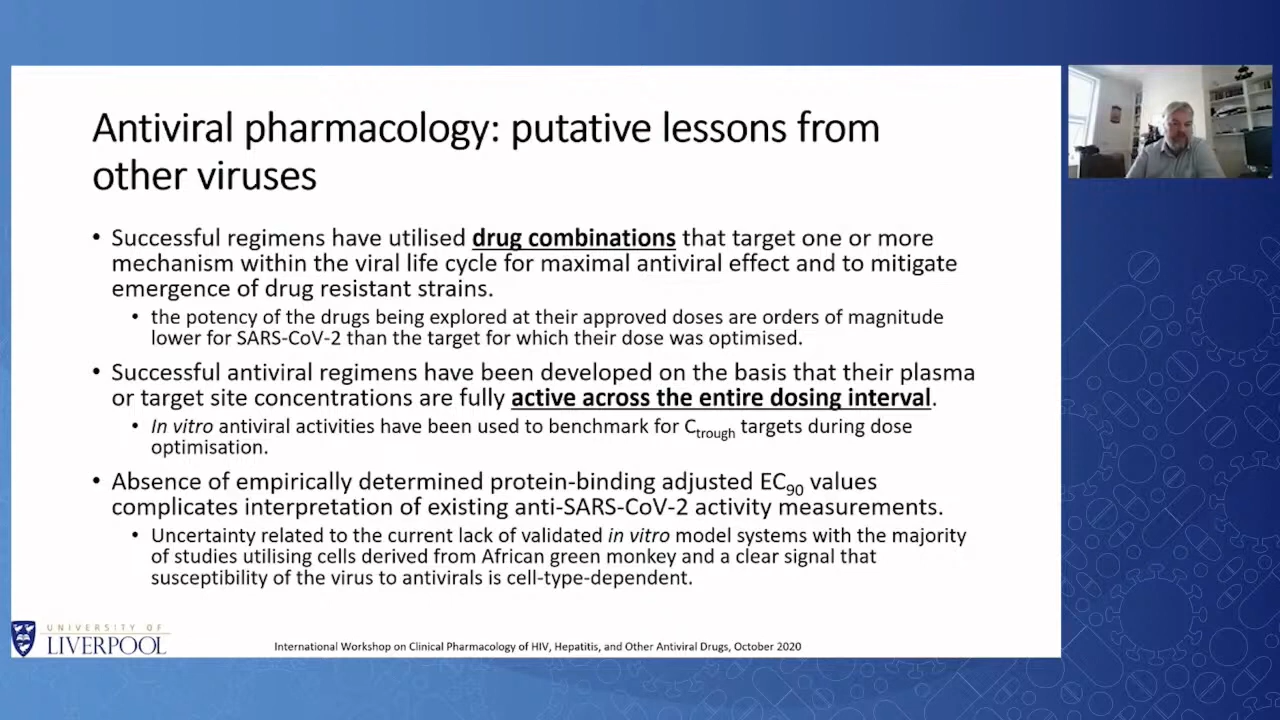 Antiviral pharmacology: putative lessons from
other viruses
• Successful regimens have utilised drug combinations that target one or more
mechanism within the viral life cycle for maximal antiviral effect and to mitigate
emergence of drug resistant strains.
• the potency of the drugs being explored at their approved doses are orders of magnitude
lower for SARS-CoV-2 than the target for which their dose was optimised.
• Successful antiviral regimens have been developed on the basis that their plasma
or target site concentrations are fully active across the entire dosing interval.
• In vitro antiviral activities have been used to benchmark for Ctrough targets during dose
optimisation.
• Absence of empirically determined protein-binding adjusted EC90 values
complicates interpretation of existing anti-SARS-CoV-2 activity measurements.
• Uncertainty related to the current lack of validated in vitro model systems with the majority
of studies utilising cells derived from African green monkey and a clear signal that
susceptibility of the virus to antivirals is cell-type-dependent.
UNIVERSITY OF
LIVERPOOL
International Workshop on Clinical Pharmacology of HIV, Hepatitis, and Other Antiviral Drugs, October 2020